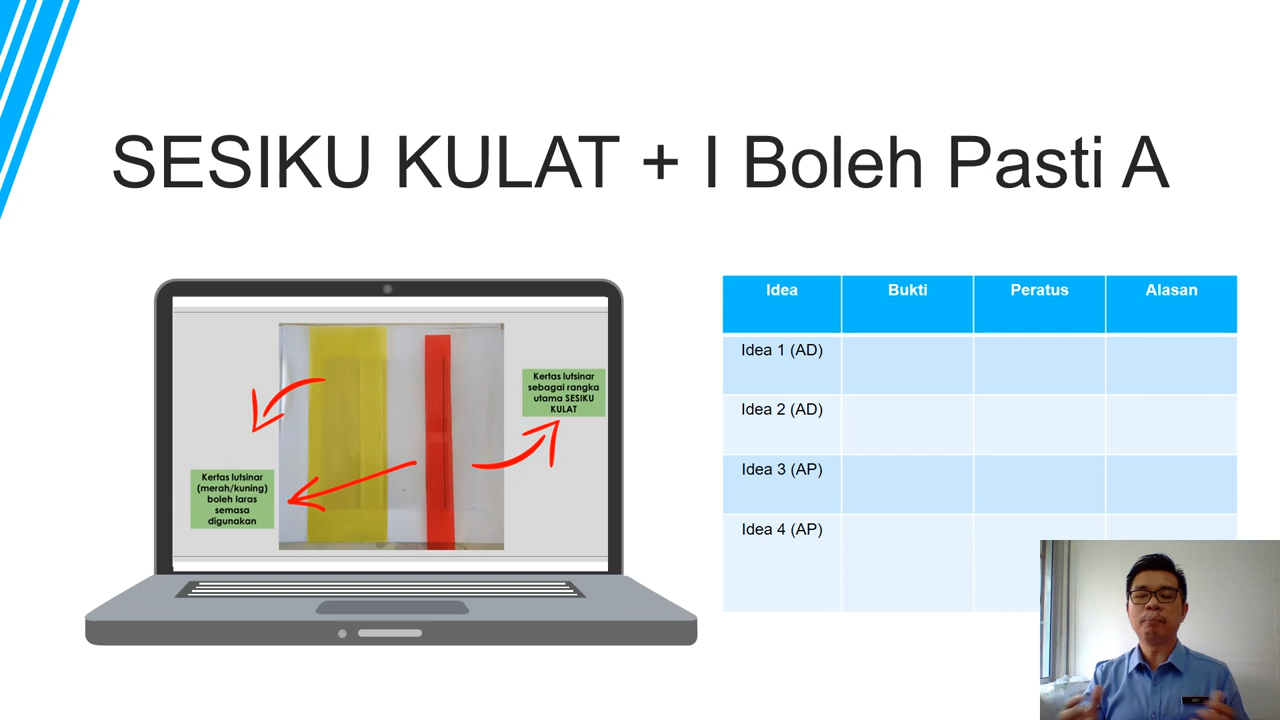 SESIKU KULAT + I Boleh Pasti A
Kertas lutsinar
sebagai rangka
utama SESIKU
KULAT
Kertas lutsinar
(merah/kuning)
boleh laras
semasa
digunakan
Idea Bukti Peratus Alasan
Idea 1 (AD)
Idea 2 (AD)
Idea 3 (AP)
Idea 4 (AP)